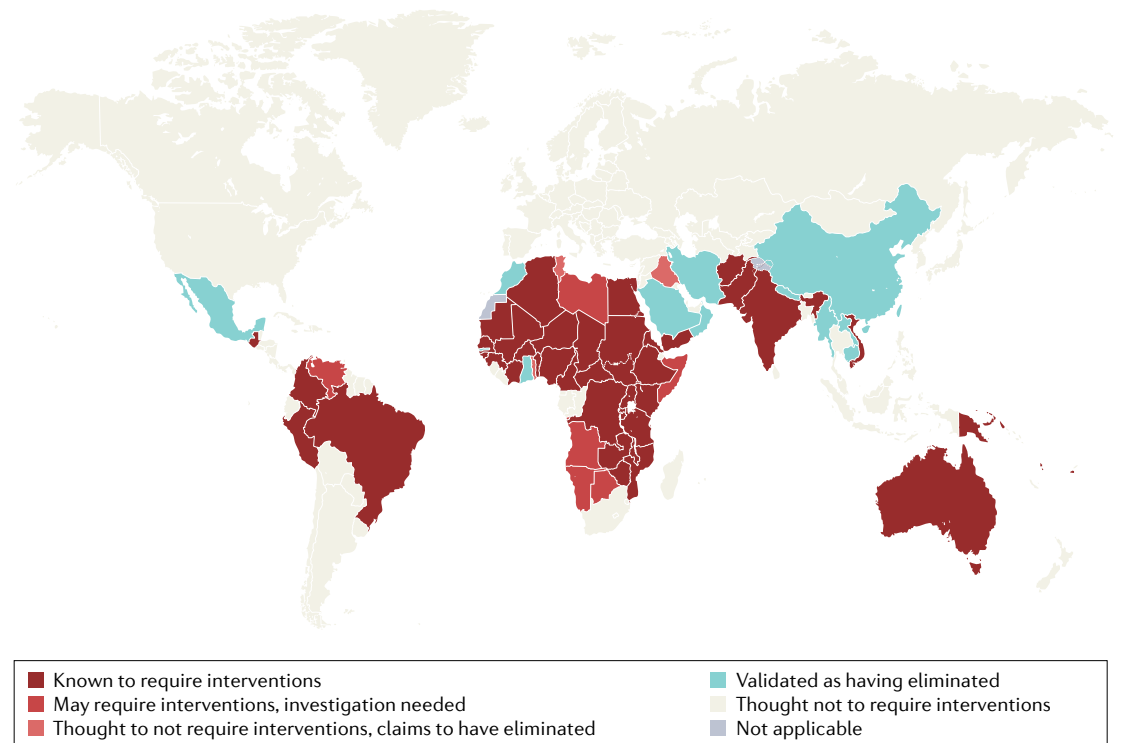 Known to require interventions
May require interventions, investigation needed
Thought to not require interventions, claims to have eliminated
Validated as having eliminated
Thought not to require interventions
Not applicable